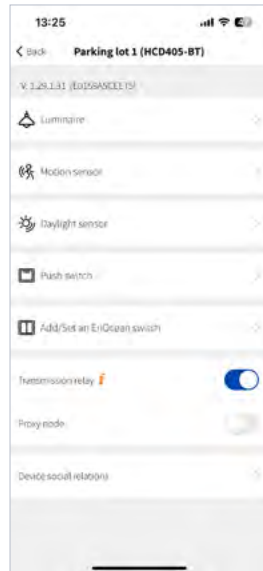 13:25
Back Parking lot 1 (HCD405-BT)
Luminaire
Motion sensor
Daylight sensor
Push switch
Add/Set an EnOcean switch
Transmission relay i
Proxy node
Device social relations